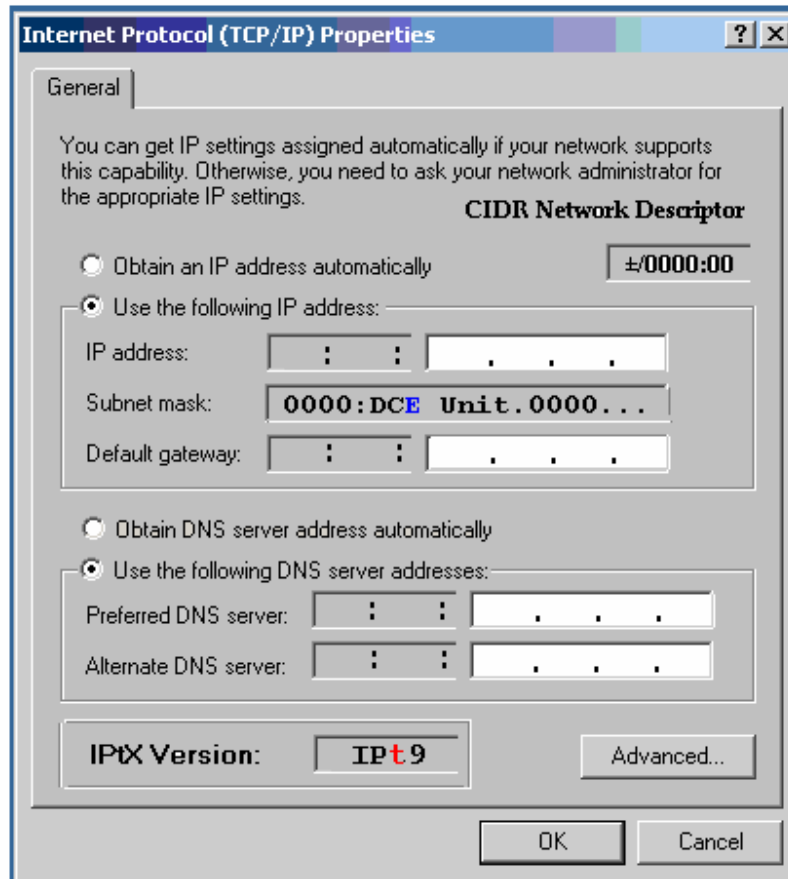 Internet Protocol (TCP/IP) Properties
? X
General
You can get IP settings assigned automatically if your network supports
this capability. Otherwise, you need to ask your network administrator for
the appropriate IP settings.
CIDR Network Descriptor
Obtain an IP address automatically
±/0000:00
Use the following IP address:
IP address: : : . . .
Subnet mask: 0000:DCE Unit.0000...
Default gateway: : : . . .
Obtain DNS server address automatically
Use the following DNS server addresses:
Preferred DNS server: : : . . .
Alternate DNS server: : : . . .
IPtX Version: IPt9
Advanced...
OK Cancel